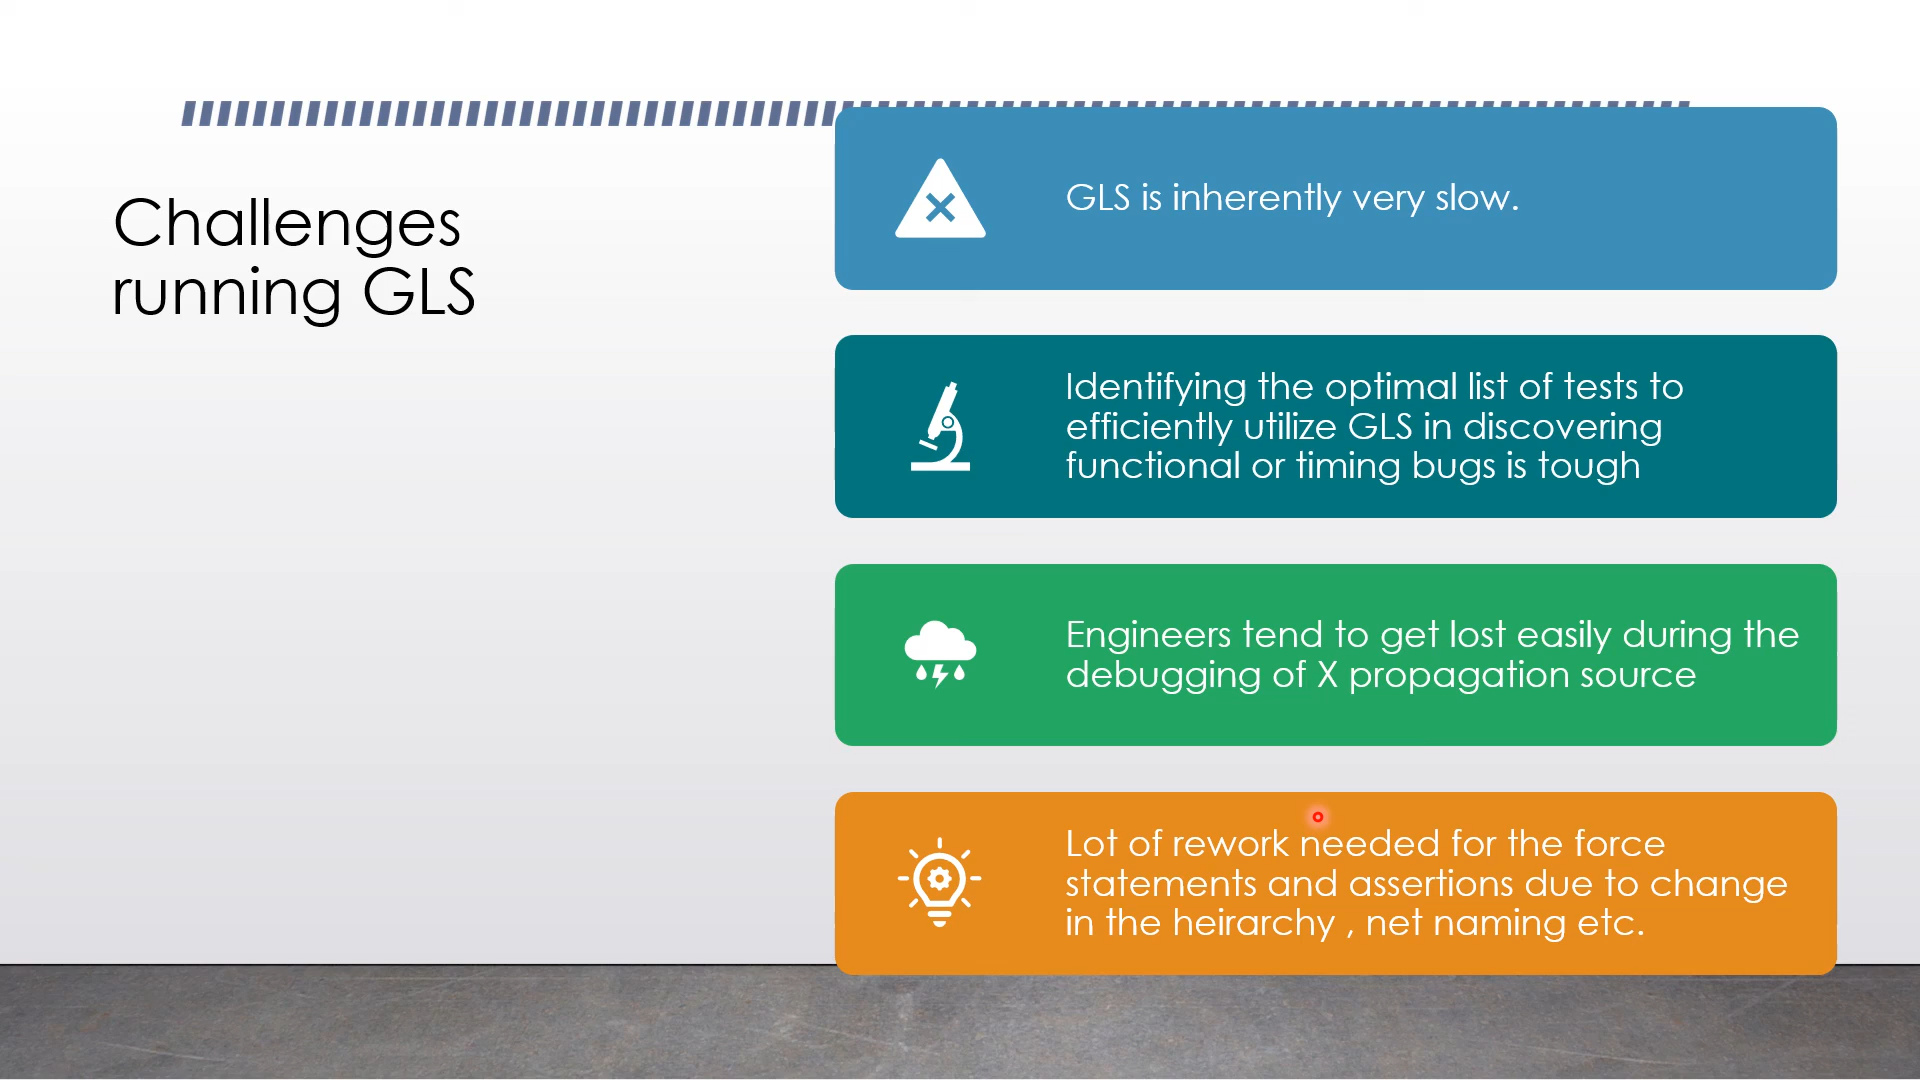 Challenges
running GLS
GLS is inherently very slow.
Identifying the optimal list of tests to
efficiently utilize GLS in discovering
functional or timing bugs is tough
Engineers tend to get lost easily during the
debugging of X propagation source
Lot of rework needed for the force
statements and assertions due to change
in the heirarchy , net naming etc.